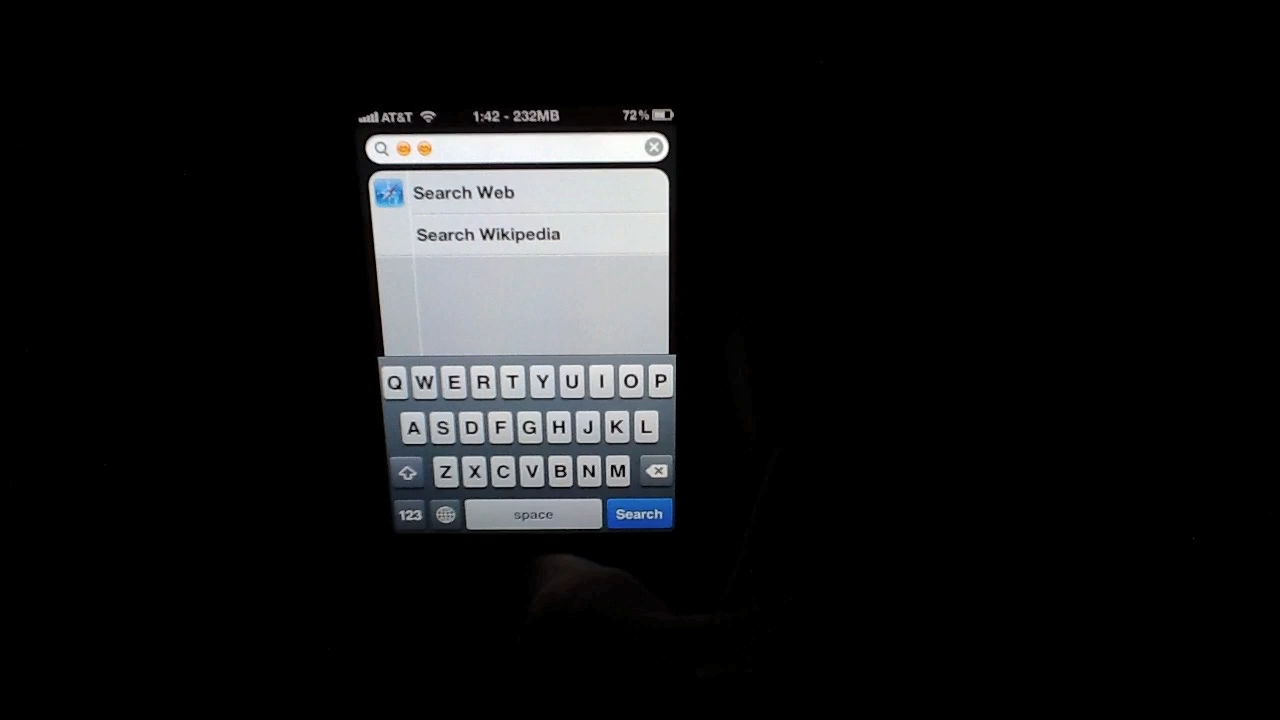 AT&T 1:42 - 232MB 72%
Search Web
Search Wikipedia
Q W E R T Y U I O P
A S D F G H J K L
Z X C V B N M
123 space Search